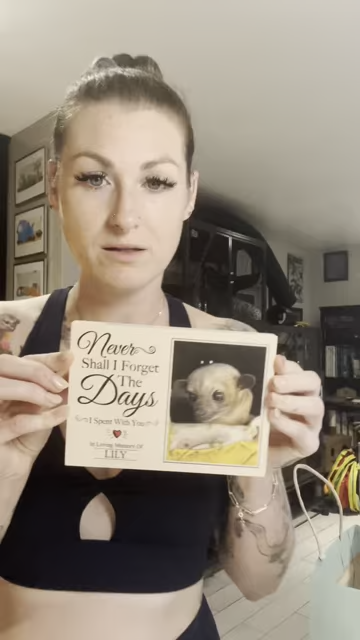 Never
Shall I Forget
The
Days
I Spent With You
In Loving Memory Of
LILY